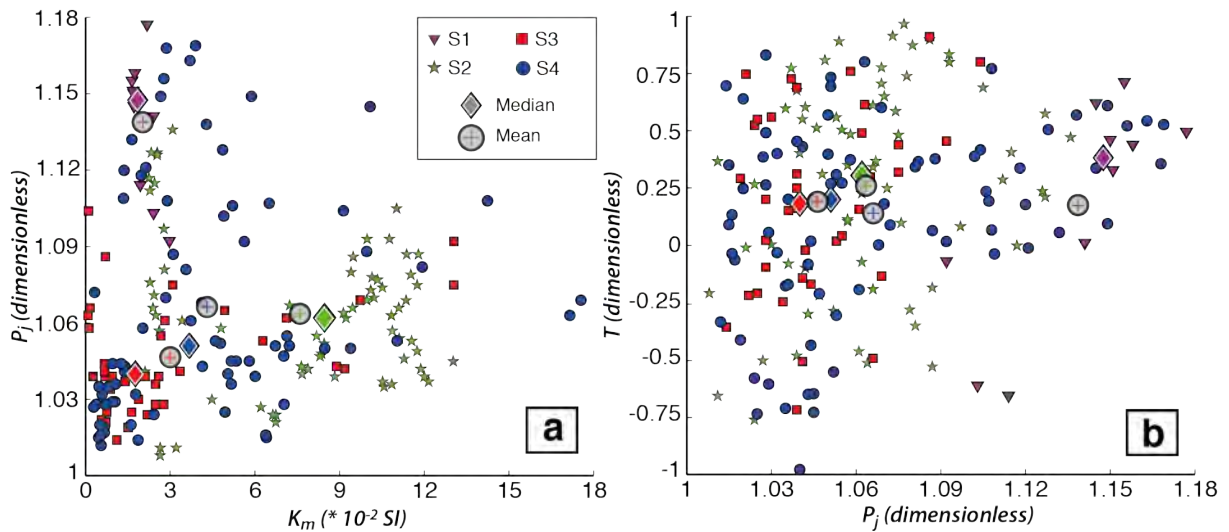 1.18
1.15
1.12
1.09
1.06
1.03
1
P_j (dimensionless)
0 3 6 9 12 15 18
K_m (* 10^-2 SI)
S1 S3
S2 S4
Median
Mean
a
1
0.75
0.5
0.25
0
-0.25
-0.5
-0.75
-1
T (dimensionless)
1 1.03 1.06 1.09 1.12 1.15 1.18
P_j (dimensionless)
b